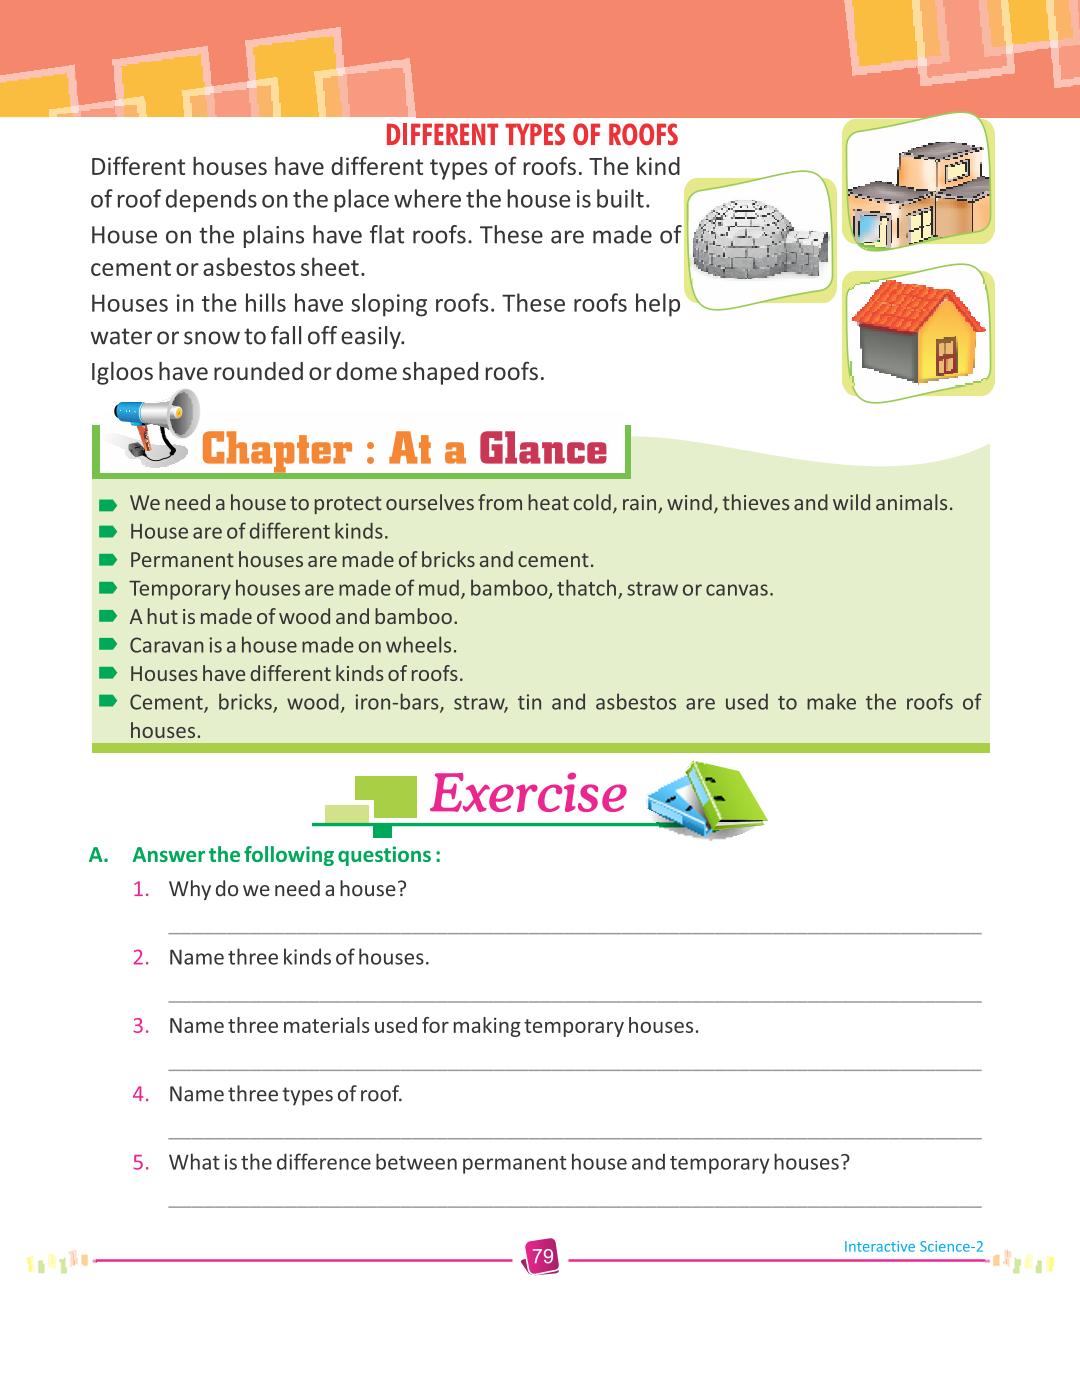 DIFFERENT TYPES OF ROOFS
Different houses have different types of roofs. The kind
of roof depends on the place where the house is built.
House on the plains have flat roofs. These are made of
cement or asbestos sheet.
Houses in the hills have sloping roofs. These roofs help
water or snow to fall off easily.
Igloos have rounded or dome shaped roofs.
Chapter : At a Glance
We need a house to protect ourselves from heat cold, rain, wind, thieves and wild animals.
House are of different kinds.
Permanent houses are made of bricks and cement.
Temporary houses are made of mud, bamboo, thatch, straw or canvas.
A hut is made of wood and bamboo.
Caravan is a house made on wheels.
Houses have different kinds of roofs.
Cement, bricks, wood, iron-bars, straw, tin and asbestos are used to make the roofs of
houses.
Exercise
A. Answer the following questions :
1. Why do we need a house?
2. Name three kinds of houses.
3. Name three materials used for making temporary houses.
4. Name three types of roof.
5. What is the difference between permanent house and temporary houses?
Interactive Science-2
79